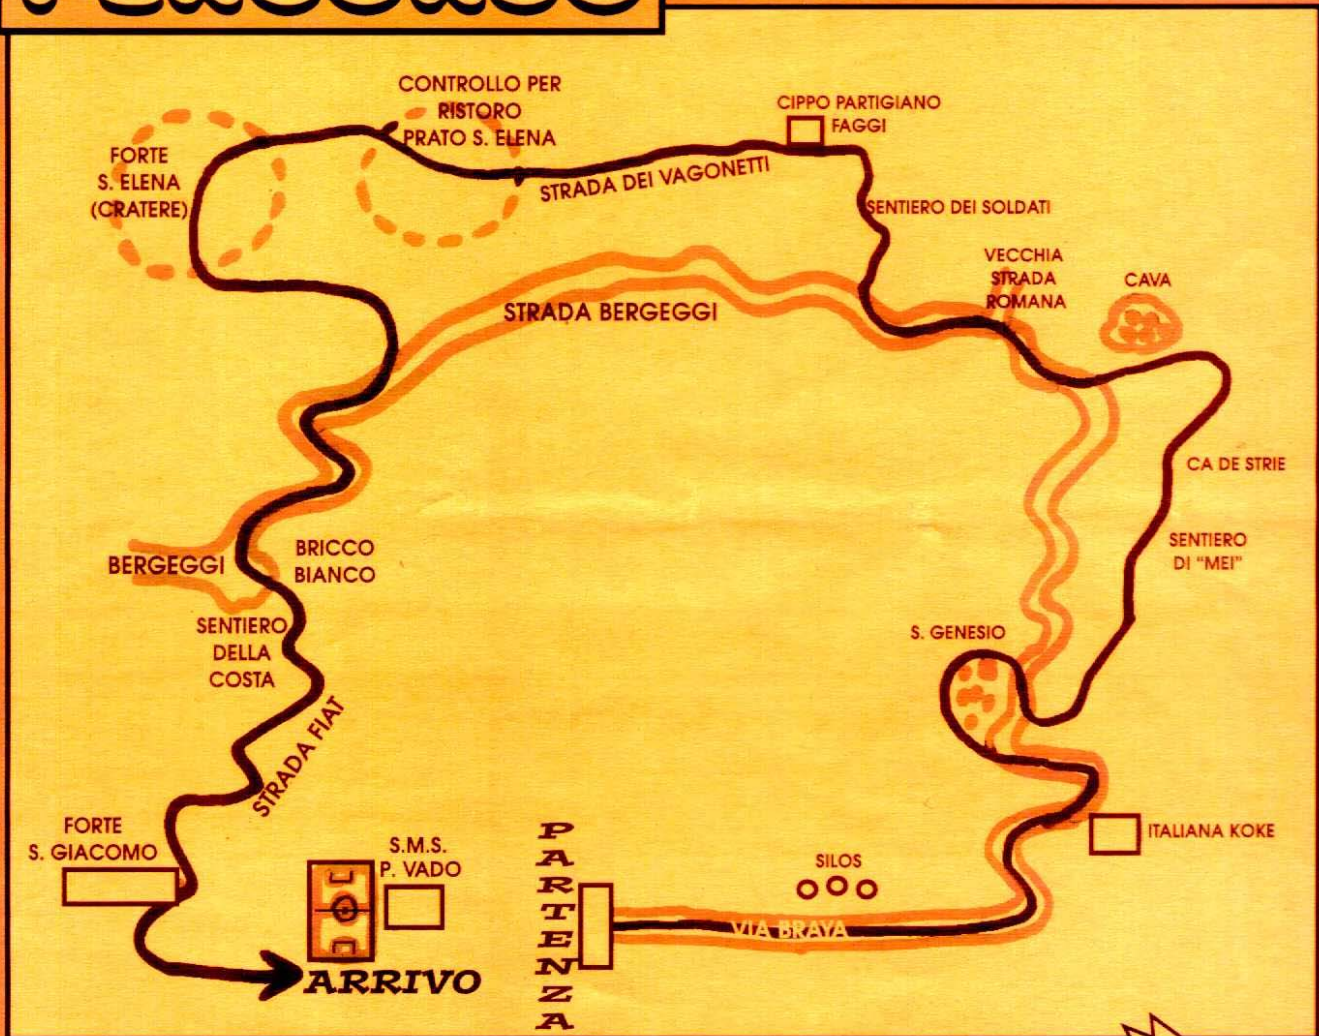 PERCORSO
CONTROLLO PER
RISTORO
PRATO S. ELENA
CIPPO PARTIGIANO
FAGGI
FORTE
S. ELENA
(CRATERE)
STRADA DEI VAGONETTI
SENTIERO DEI SOLDATI
VECCHIA
STRADA
ROMANA
CAVA
STRADA BERGEGGI
CA DE STRIE
SENTIERO
DI "MEI"
BERGEGGI
BRICCO
BIANCO
SENTIERO
DELLA
COSTA
S. GENESIO
STRADA FIAT
FORTE
S. GIACOMO
S.M.S.
P. VADO
PARTENZA
SILOS
ITALIANA KOKE
VIA BRAYA
ARRIVO